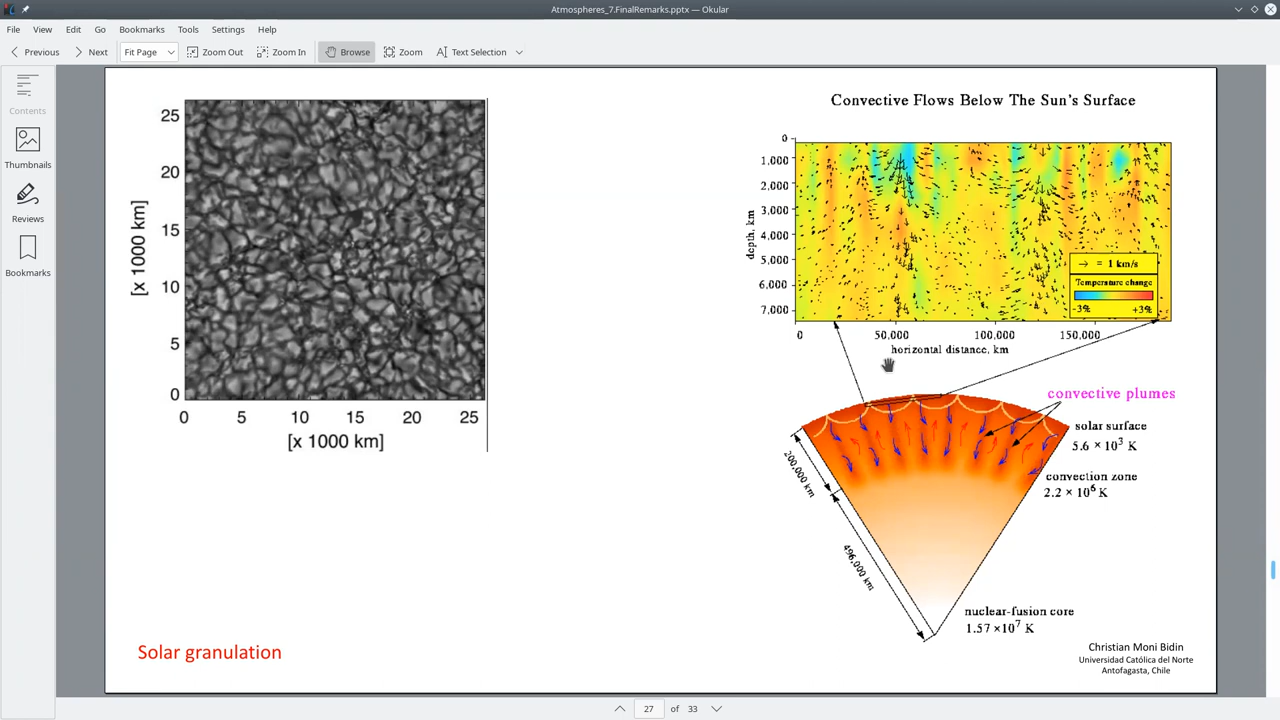 Atmospheres_7.FinalRemarks.pptx — Okular
File View Edit Go Bookmarks Tools Settings Help
Previous Next Fit Page Zoom Out Zoom In Browse Zoom Text Selection
Contents
Thumbnails
Reviews
Bookmarks
25
20
15
10
5
0
[x 1000 km]
0 5 10 15 20 25
[x 1000 km]
Solar granulation
Convective Flows Below The Sun's Surface
0
1,000
2,000
3,000
4,000
5,000
6,000
7,000
depth, km
→ = 1 km/s
Temperature change
-3% +3%
0 50,000 100,000 150,000
horizontal distance, km
convective plumes
solar surface
5.6 × 10³ K
convection zone
2.2 × 10⁶ K
200,000 km
496,000 km
nuclear-fusion core
1.57 ×10⁷ K
Christian Moni Bidin
Universidad Católica del Norte
Antofagasta, Chile
27 of 33